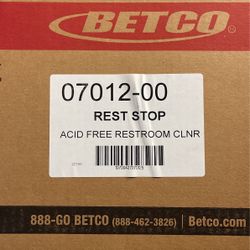 BETCO®
07012-00
REST STOP
ACID FREE RESTROOM CLNR
888-GO BETCO (888-462-3826) | Betco.com